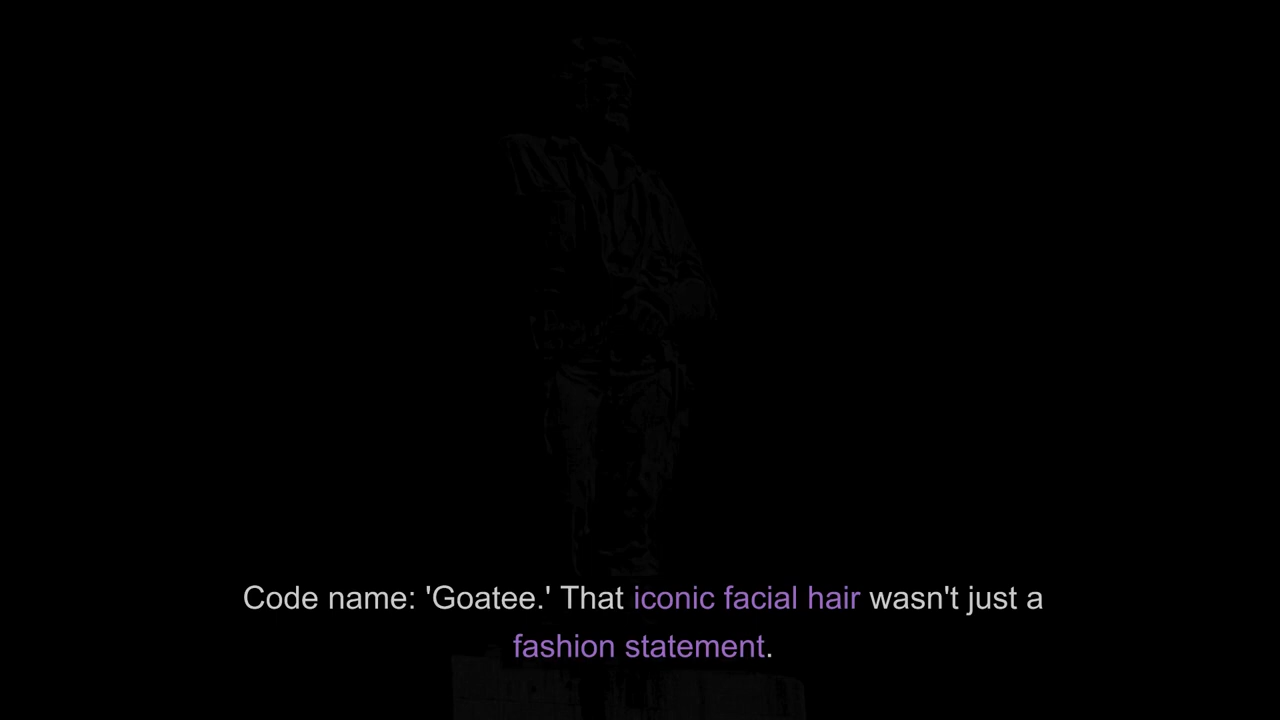 Code name: 'Goatee.' That iconic facial hair wasn't just a
fashion statement.